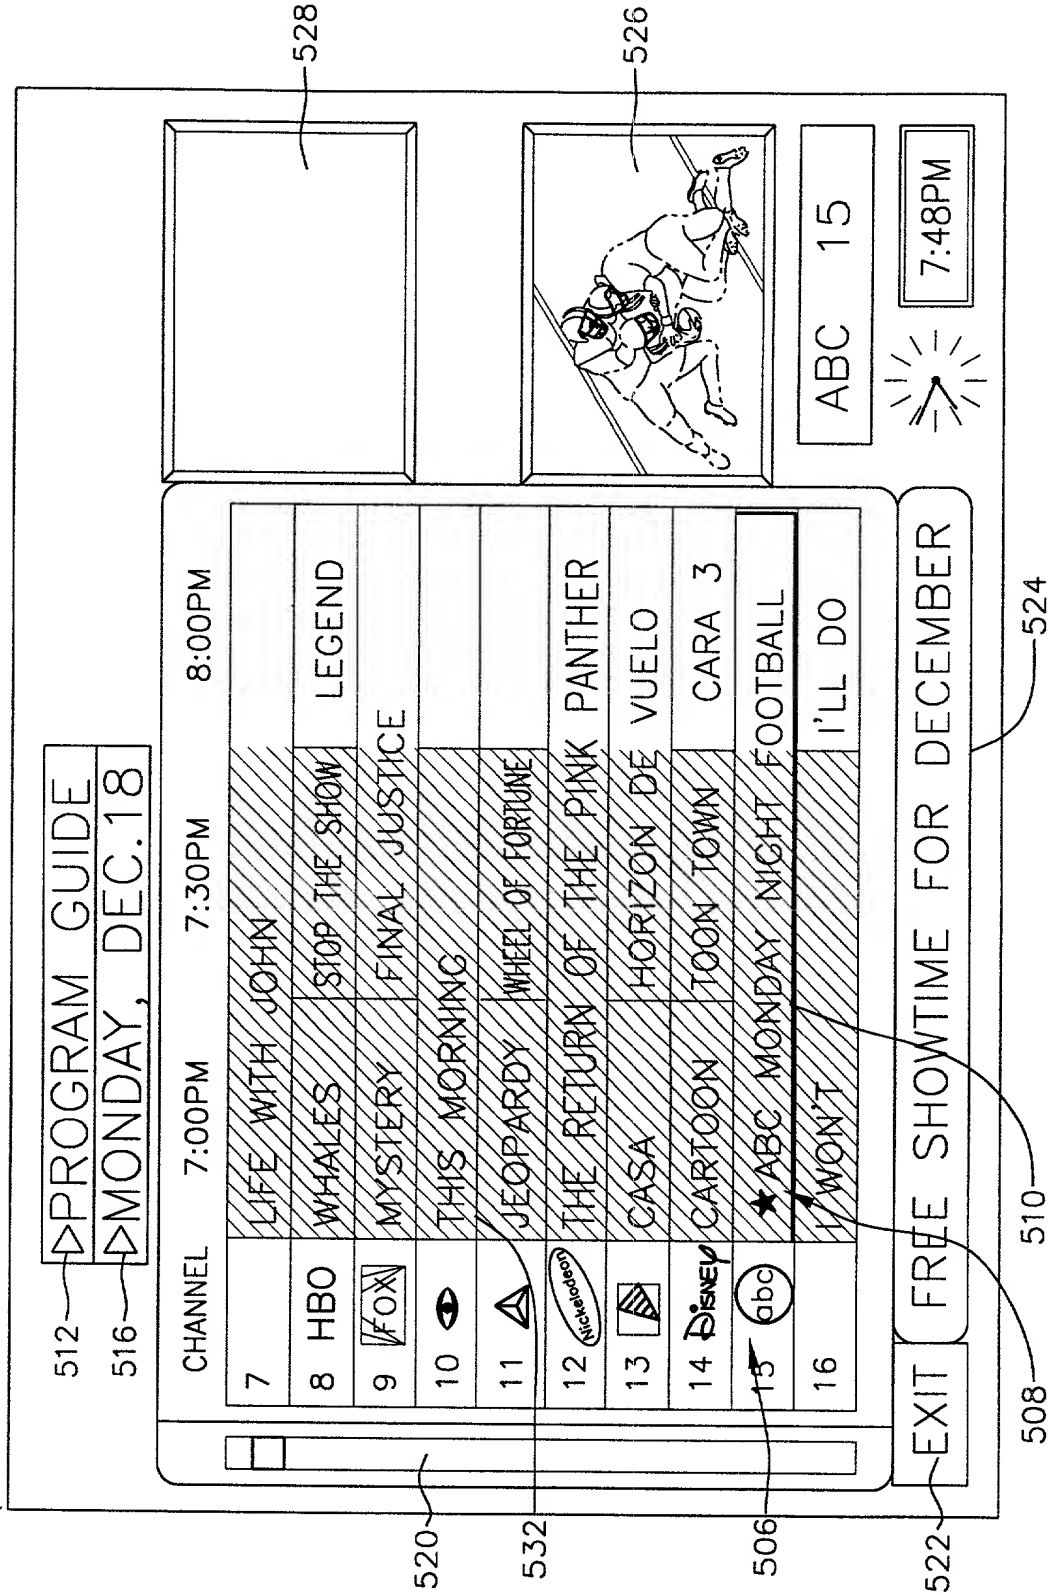 512
▷PROGRAM GUIDE
516
▷MONDAY, DEC.18
528
CHANNEL 7:00PM 7:30PM 8:00PM
7 LIFE WITH JOHN
8 HBO WHALES STOP THE SHOW LEGEND
9 FOX MYSTERY FINAL JUSTICE
10 THIS MORNING
11 JEOPARDY WHEEL OF FORTUNE
12 Nickelodeon THE RETURN OF THE PINK PANTHER
13 CASA HORIZON DE VUELO
14 DISNEY CARTOON TOON TOWN CARA 3
15 abc ★ABC MONDAY NIGHT FOOTBALL
16 I WON'T I'LL DO
520
532
526
506
ABC 15
7:48PM
522
EXIT FREE SHOWTIME FOR DECEMBER
508
510
524